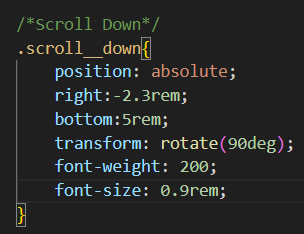 /*Scroll Down*/
.scroll__down{
    position: absolute;
    right:-2.3rem;
    bottom:5rem;
    transform: rotate(90deg);
    font-weight: 200;
    font-size: 0.9rem;
}